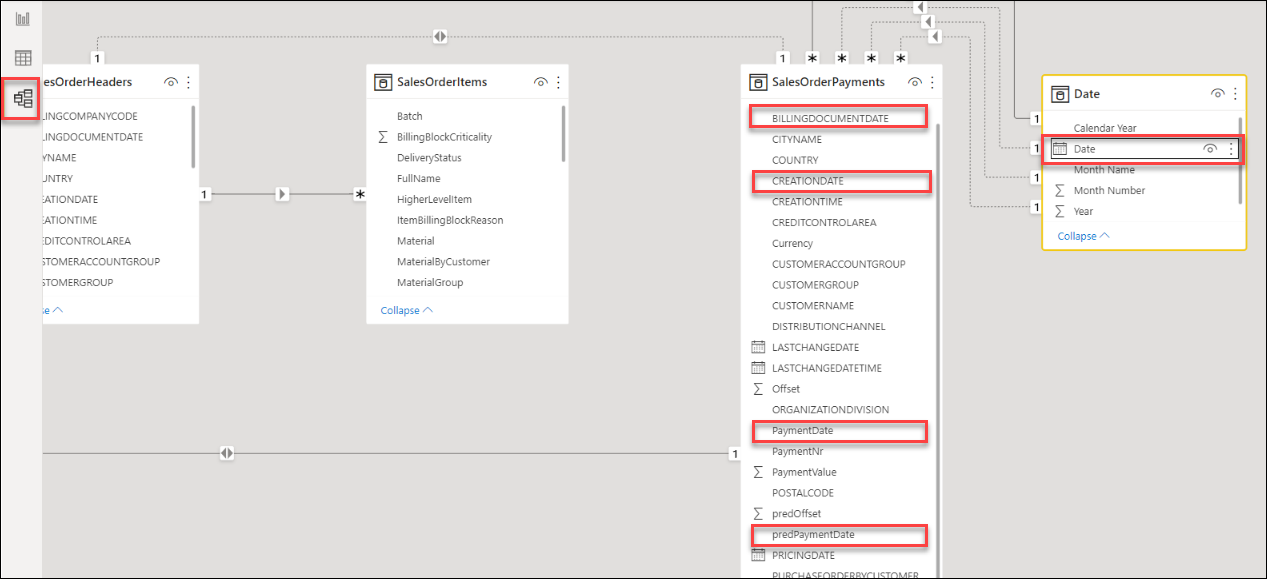 1
1
*
*
*
*
esOrderHeaders
LINGCOMPANYCODE
LINGDOCUMENTDATE
YNAME
UNTRY
EATIONDATE
EATIONTIME
EDITCONTROLAREA
STOMERACCOUNTGROUP
STOMERGROUP
se
1
*
SalesOrderItems
Batch
BillingBlockCriticality
DeliveryStatus
FullName
HigherLevelItem
ItemBillingBlockReason
Material
MaterialByCustomer
MaterialGroup
Collapse
1
SalesOrderPayments
BILLINGDOCUMENTDATE
CITYNAME
COUNTRY
CREATIONDATE
CREATIONTIME
CREDITCONTROLAREA
Currency
CUSTOMERACCOUNTGROUP
CUSTOMERGROUP
CUSTOMERNAME
DISTRIBUTIONCHANNEL
LASTCHANGEDATE
LASTCHANGEDATETIME
Offset
ORGANIZATIONDIVISION
PaymentDate
PaymentNr
PaymentValue
POSTALCODE
predOffset
predPaymentDate
PRICINGDATE
PURCHASEORDERBYCUSTOMER
1
1
1
1
Date
Calendar Year
Date
Month Name
Month Number
Year
Collapse